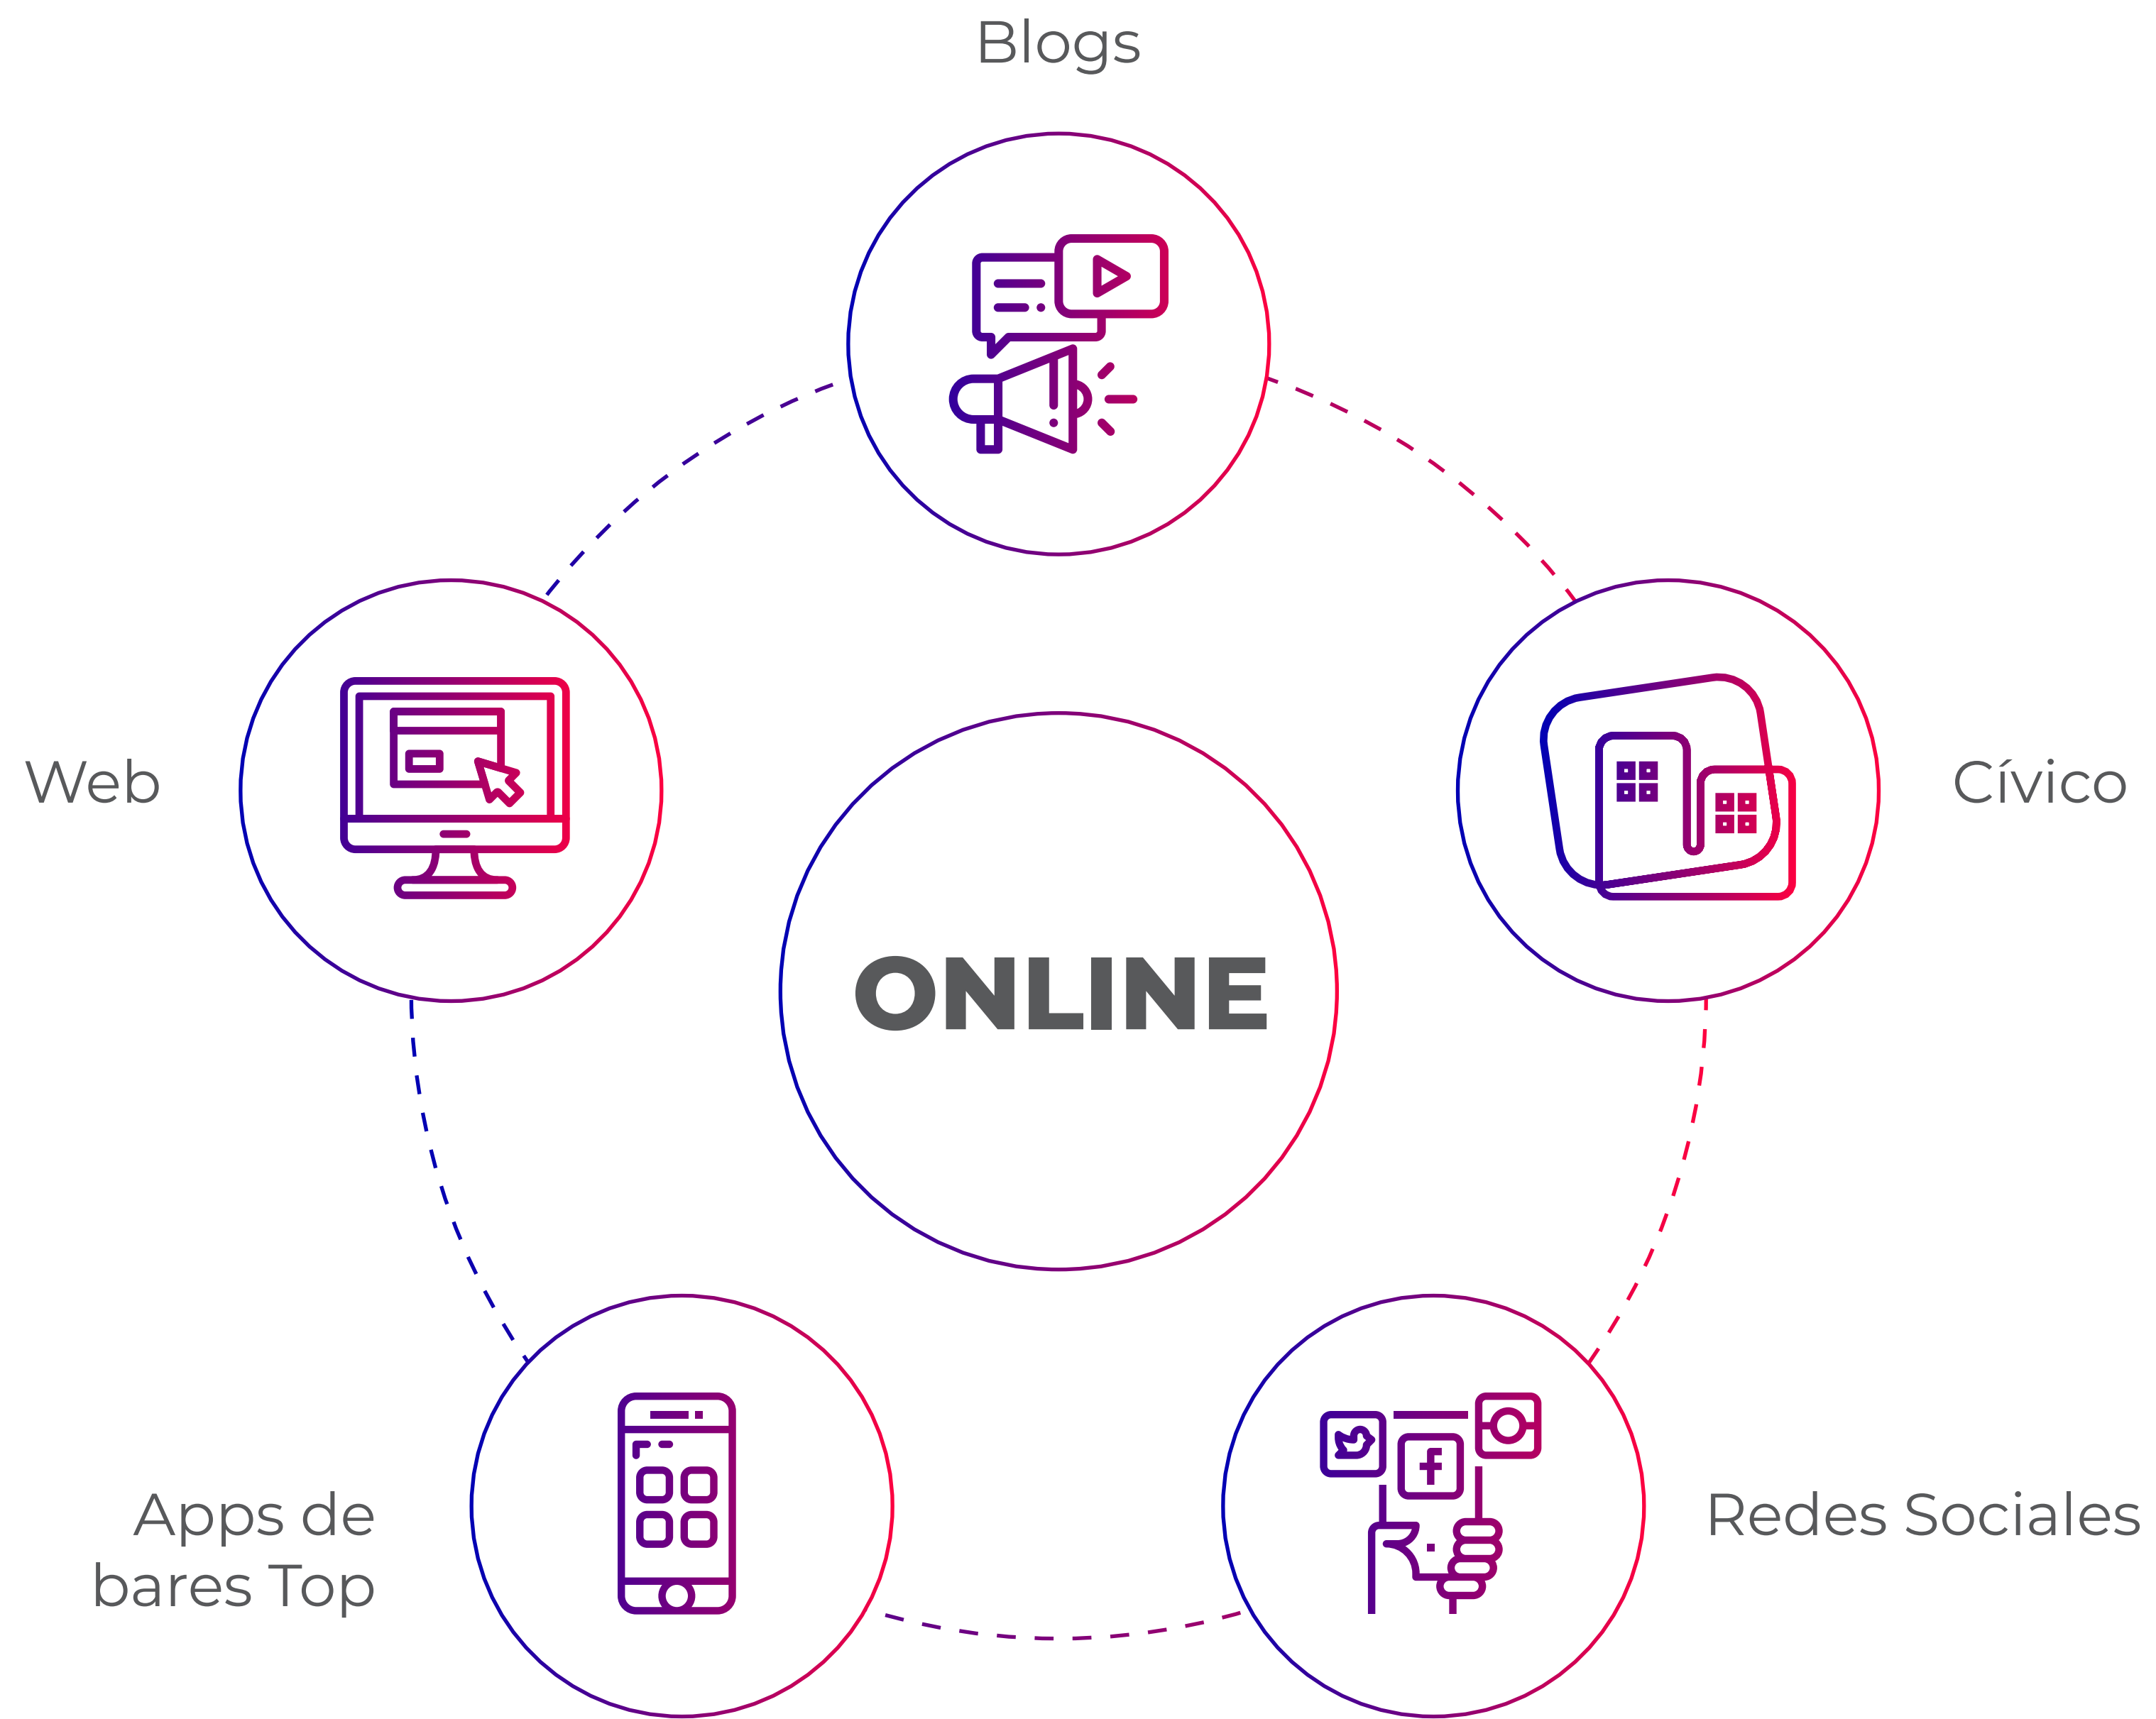 Blogs
Web
Cívico
ONLINE
Apps de
bares Top
Redes Sociales